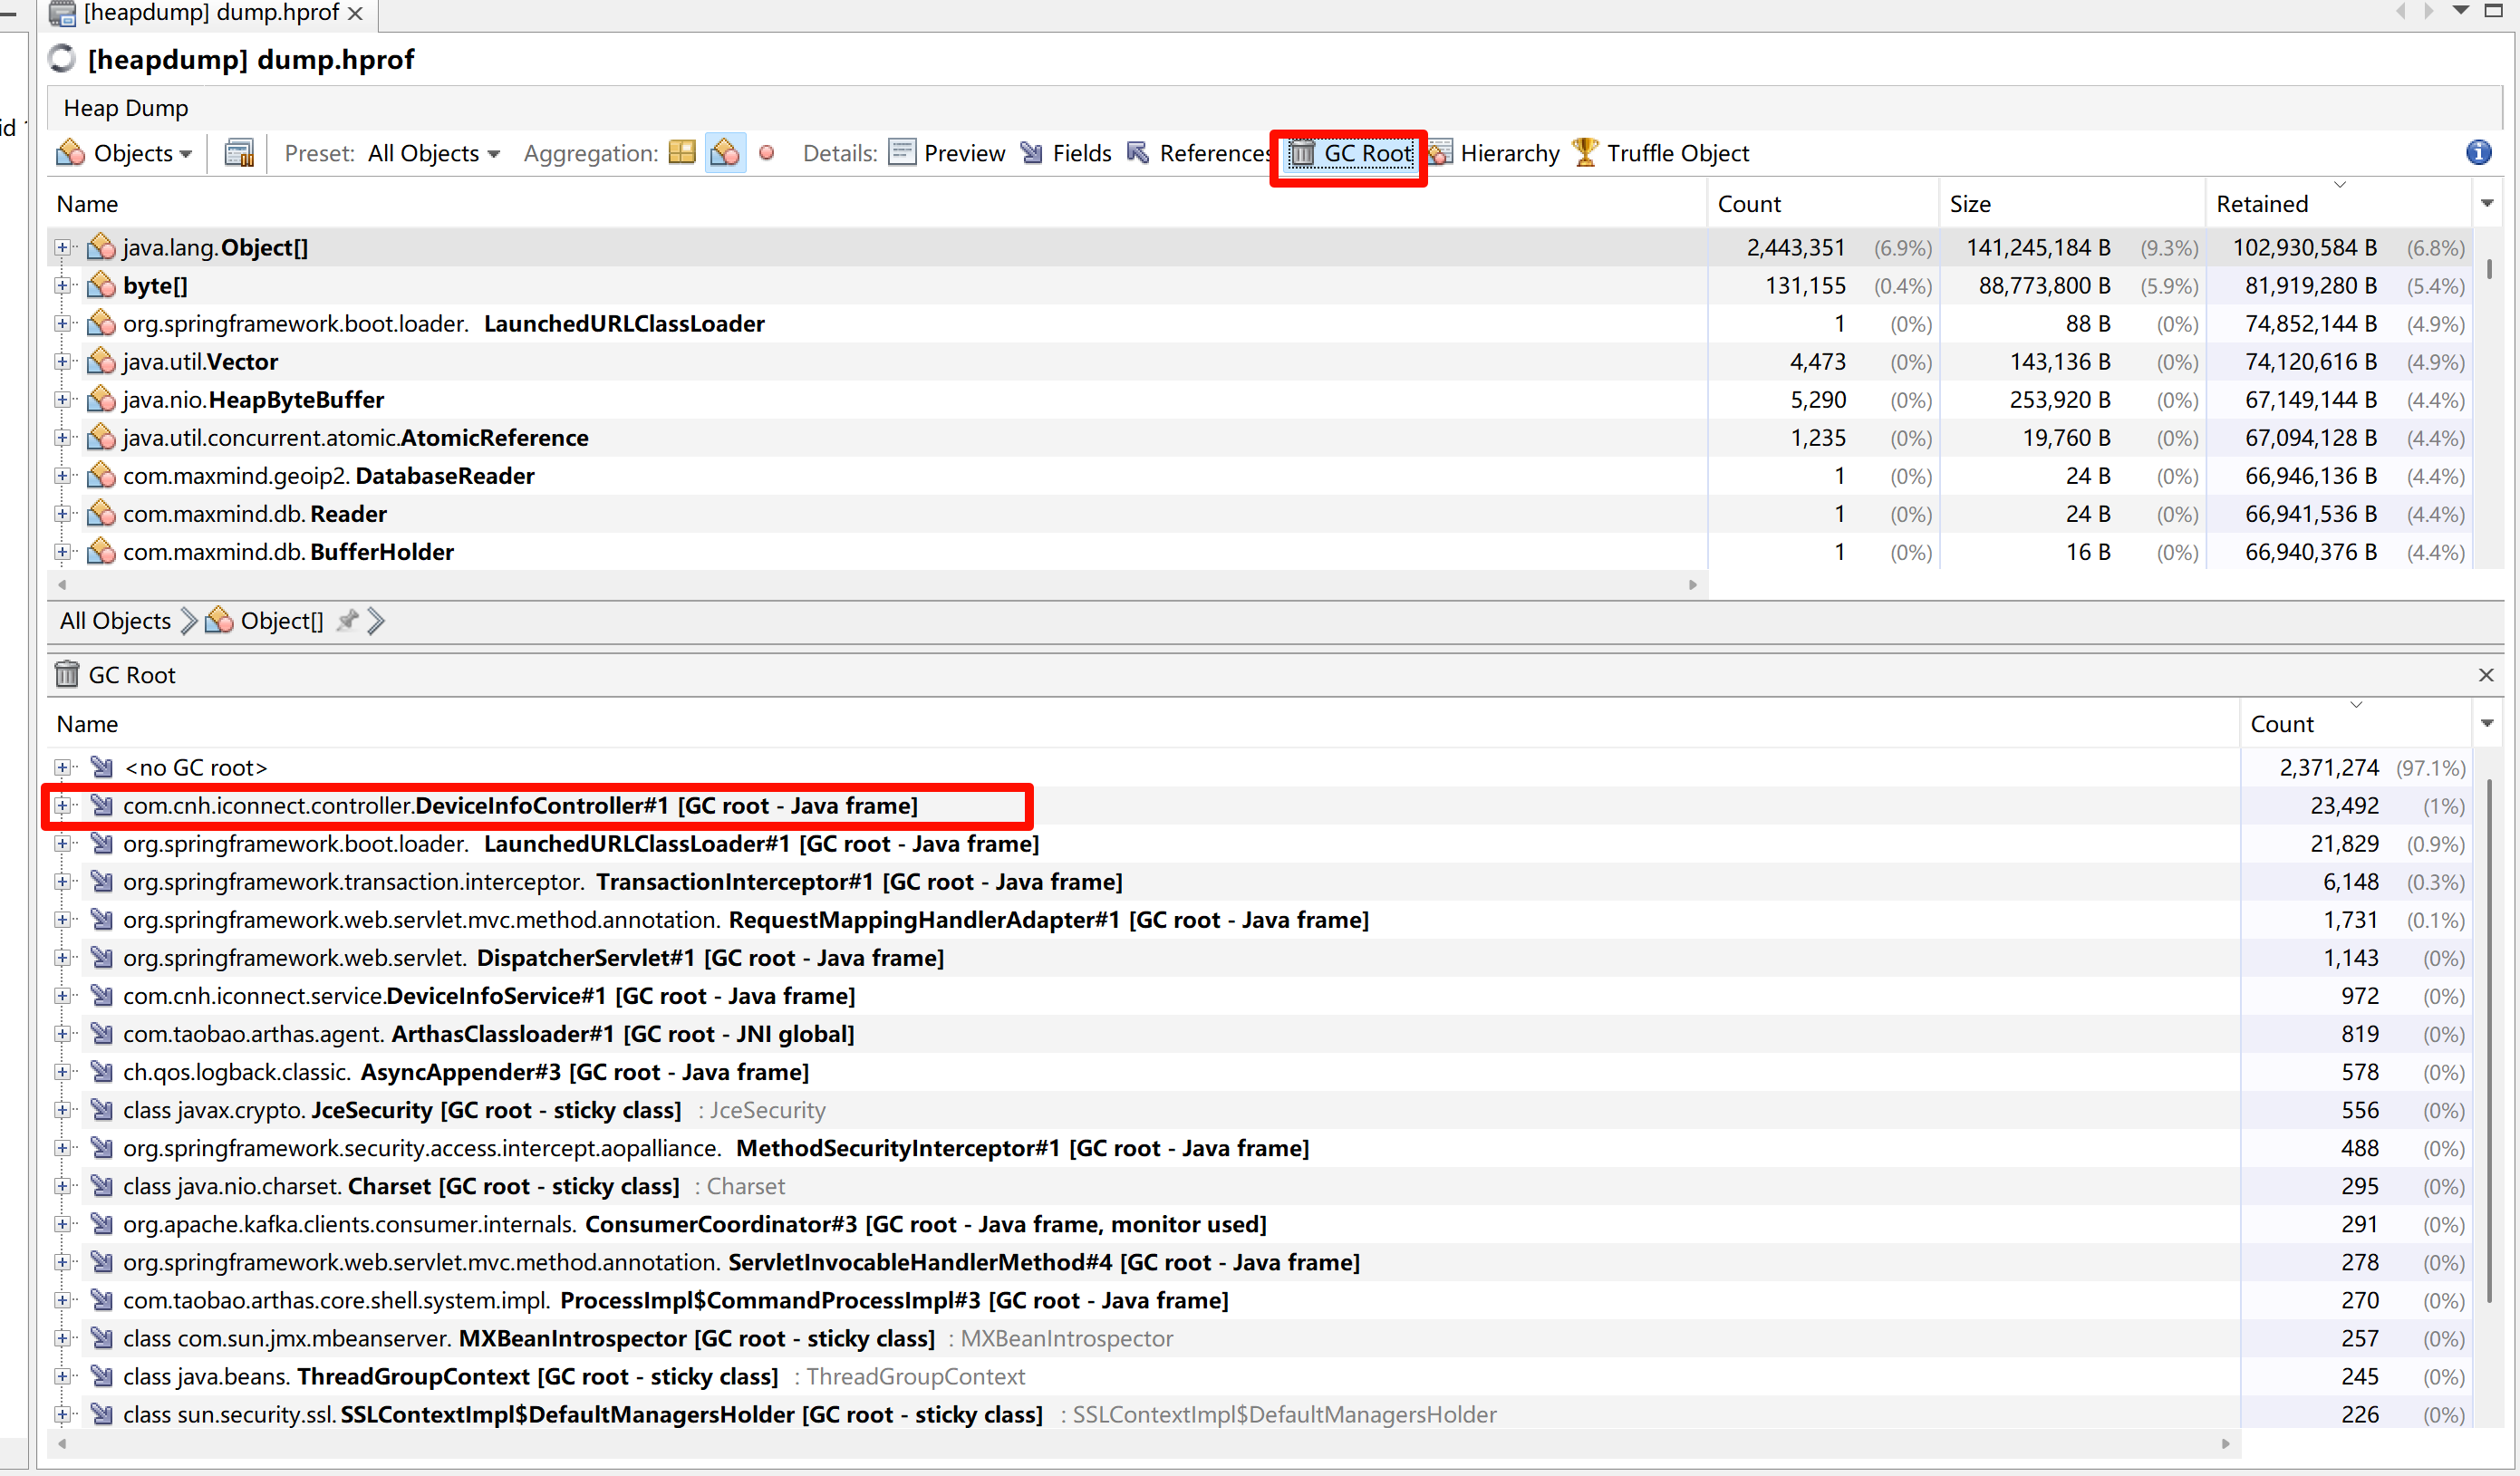 [heapdump] dump.hprof
[heapdump] dump.hprof
Heap Dump
id
Objects Preset: All Objects Aggregation: Details: Preview Fields References GC Root Hierarchy Truffle Object
Name Count Size Retained
java.lang.Object[] 2,443,351 (6.9%) 141,245,184 B (9.3%) 102,930,584 B (6.8%)
byte[] 131,155 (0.4%) 88,773,800 B (5.9%) 81,919,280 B (5.4%)
org.springframework.boot.loader. LaunchedURLClassLoader 1 (0%) 88 B (0%) 74,852,144 B (4.9%)
java.util.Vector 4,473 (0%) 143,136 B (0%) 74,120,616 B (4.9%)
java.nio.HeapByteBuffer 5,290 (0%) 253,920 B (0%) 67,149,144 B (4.4%)
java.util.concurrent.atomic.AtomicReference 1,235 (0%) 19,760 B (0%) 67,094,128 B (4.4%)
com.maxmind.geoip2. DatabaseReader 1 (0%) 24 B (0%) 66,946,136 B (4.4%)
com.maxmind.db. Reader 1 (0%) 24 B (0%) 66,941,536 B (4.4%)
com.maxmind.db. BufferHolder 1 (0%) 16 B (0%) 66,940,376 B (4.4%)
All Objects Object[]
GC Root
Name Count
<no GC root> 2,371,274 (97.1%)
com.cnh.iconnect.controller.DeviceInfoController#1 [GC root - Java frame] 23,492 (1%)
org.springframework.boot.loader. LaunchedURLClassLoader#1 [GC root - Java frame] 21,829 (0.9%)
org.springframework.transaction.interceptor. TransactionInterceptor#1 [GC root - Java frame] 6,148 (0.3%)
org.springframework.web.servlet.mvc.method.annotation. RequestMappingHandlerAdapter#1 [GC root - Java frame] 1,731 (0.1%)
org.springframework.web.servlet. DispatcherServlet#1 [GC root - Java frame] 1,143 (0%)
com.cnh.iconnect.service.DeviceInfoService#1 [GC root - Java frame] 972 (0%)
com.taobao.arthas.agent. ArthasClassloader#1 [GC root - JNI global] 819 (0%)
ch.qos.logback.classic. AsyncAppender#3 [GC root - Java frame] 578 (0%)
class javax.crypto. JceSecurity [GC root - sticky class] : JceSecurity 556 (0%)
org.springframework.security.access.intercept.aopalliance. MethodSecurityInterceptor#1 [GC root - Java frame] 488 (0%)
class java.nio.charset. Charset [GC root - sticky class] : Charset 295 (0%)
org.apache.kafka.clients.consumer.internals. ConsumerCoordinator#3 [GC root - Java frame, monitor used] 291 (0%)
org.springframework.web.servlet.mvc.method.annotation. ServletInvocableHandlerMethod#4 [GC root - Java frame] 278 (0%)
com.taobao.arthas.core.shell.system.impl. ProcessImpl$CommandProcessImpl#3 [GC root - Java frame] 270 (0%)
class com.sun.jmx.mbeanserver. MXBeanIntrospector [GC root - sticky class] : MXBeanIntrospector 257 (0%)
class java.beans. ThreadGroupContext [GC root - sticky class] : ThreadGroupContext 245 (0%)
class sun.security.ssl. SSLContextImpl$DefaultManagersHolder [GC root - sticky class] : SSLContextImpl$DefaultManagersHolder 226 (0%)